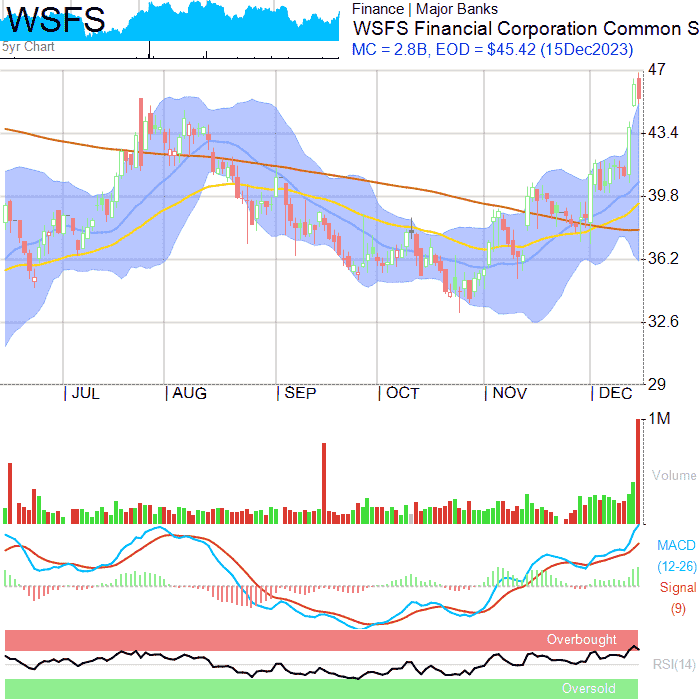 WSFS
5yr Chart
Finance | Major Banks
WSFS Financial Corporation Common S
MC = 2.8B, EOD = $45.42 (15Dec2023)
47
43.4
39.8
36.2
32.6
29
| JUL | AUG | SEP | OCT | NOV | DEC
1M
Volume
MACD
(12-26)
Signal
(9)
Overbought
RSI(14)
Oversold